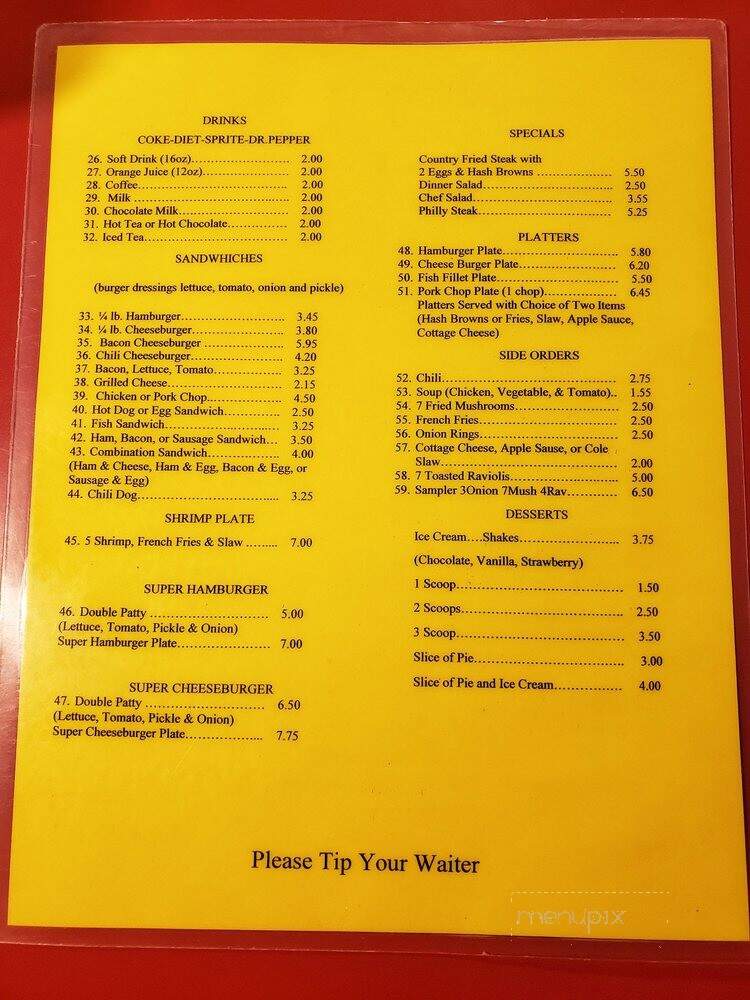 DRINKS
COKE-DIET-SPRITE-DR.PEPPER
26. Soft Drink (16oz)........................ 2.00
27. Orange Juice (12oz)..................... 2.00
28. Coffee....................................... 2.00
29. Milk ......................................... 2.00
30. Chocolate Milk............................ 2.00
31. Hot Tea or Hot Chocolate............... 2.00
32. Iced Tea.................................... 2.00
SANDWHICHES
(burger dressings lettuce, tomato, onion and pickle)
33. ¼ lb. Hamburger......................... 3.45
34. ¼ lb. Cheeseburger...................... 3.80
35. Bacon Cheeseburger .................... 5.95
36. Chili Cheeseburger....................... 4.20
37. Bacon, Lettuce, Tomato................. 3.25
38. Grilled Cheese............................ 2.15
39. Chicken or Pork Chop................... 4.50
40. Hot Dog or Egg Sandwich.............. 2.50
41. Fish Sandwich............................ 3.25
42. Ham, Bacon, or Sausage Sandwich... 3.50
43. Combination Sandwich.................. 4.00
(Ham & Cheese, Ham & Egg, Bacon & Egg, or
Sausage & Egg)
44. Chili Dog................................... 3.25
SHRIMP PLATE
45. 5 Shrimp, French Fries & Slaw ........ 7.00
SUPER HAMBURGER
46. Double Patty .............................. 5.00
(Lettuce, Tomato, Pickle & Onion)
Super Hamburger Plate........................ 7.00
SUPER CHEESEBURGER
47. Double Patty .............................. 6.50
(Lettuce, Tomato, Pickle & Onion)
Super Cheeseburger Plate................... 7.75
SPECIALS
Country Fried Steak with
2 Eggs & Hash Browns .................. 5.50
Dinner Salad................................ 2.50
Chef Salad................................... 3.55
Philly Steak................................. 5.25
PLATTERS
48. Hamburger Plate............................ 5.80
49. Cheese Burger Plate........................ 6.20
50. Fish Fillet Plate............................. 5.50
51. Pork Chop Plate (1 chop).................. 6.45
Platters Served with Choice of Two Items
(Hash Browns or Fries, Slaw, Apple Sauce,
Cottage Cheese)
SIDE ORDERS
52. Chili........................................... 2.75
53. Soup (Chicken, Vegetable, & Tomato).. 1.55
54. 7 Fried Mushrooms......................... 2.50
55. French Fries.................................. 2.50
56. Onion Rings.................................. 2.50
57. Cottage Cheese, Apple Sause, or Cole
Slaw........................................... 2.00
58. 7 Toasted Raviolis.......................... 5.00
59. Sampler 3Onion 7Mush 4Rav............ 6.50
DESSERTS
Ice Cream....Shakes......................... 3.75
(Chocolate, Vanilla, Strawberry)
1 Scoop......................................... 1.50
2 Scoops........................................ 2.50
3 Scoop......................................... 3.50
Slice of Pie.................................... 3.00
Slice of Pie and Ice Cream................ 4.00
Please Tip Your Waiter
menupix